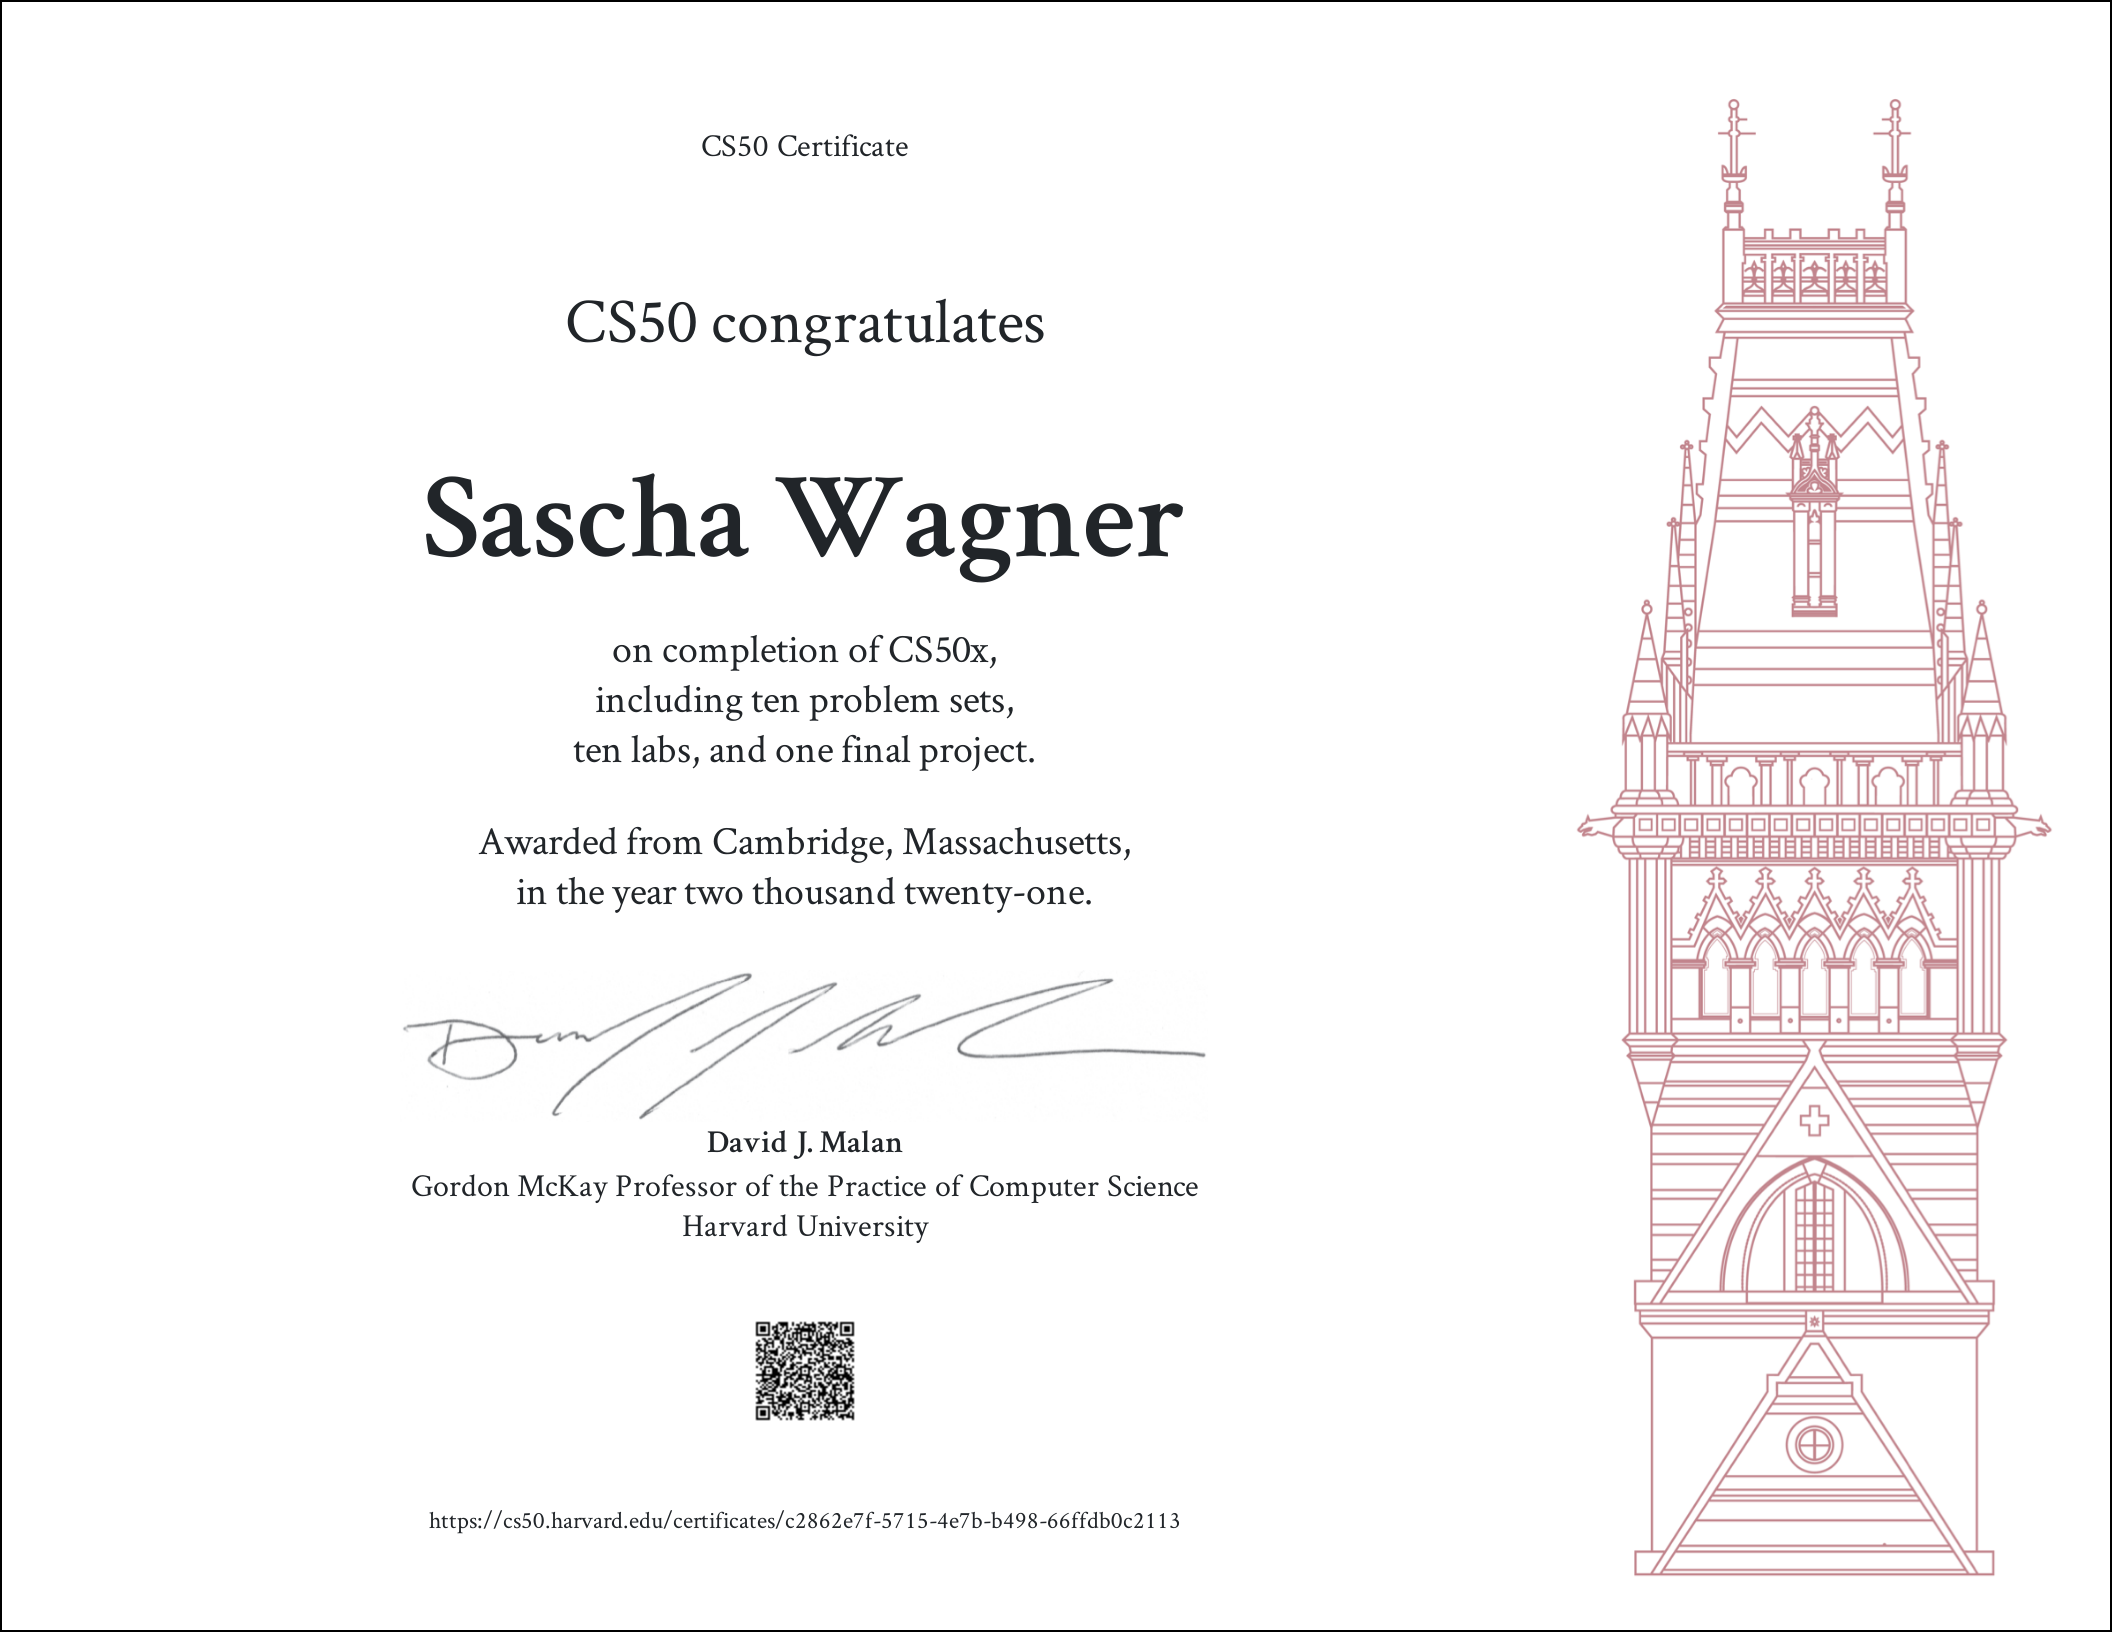 CS50 Certificate
CS50 congratulates
Sascha Wagner
on completion of CS50x,
including ten problem sets,
ten labs, and one final project.
Awarded from Cambridge, Massachusetts,
in the year two thousand twenty-one.
David J. Malan
Gordon McKay Professor of the Practice of Computer Science
Harvard University
https://cs50.harvard.edu/certificates/c2862e7f-5715-4e7b-b498-66ffdb0c2113